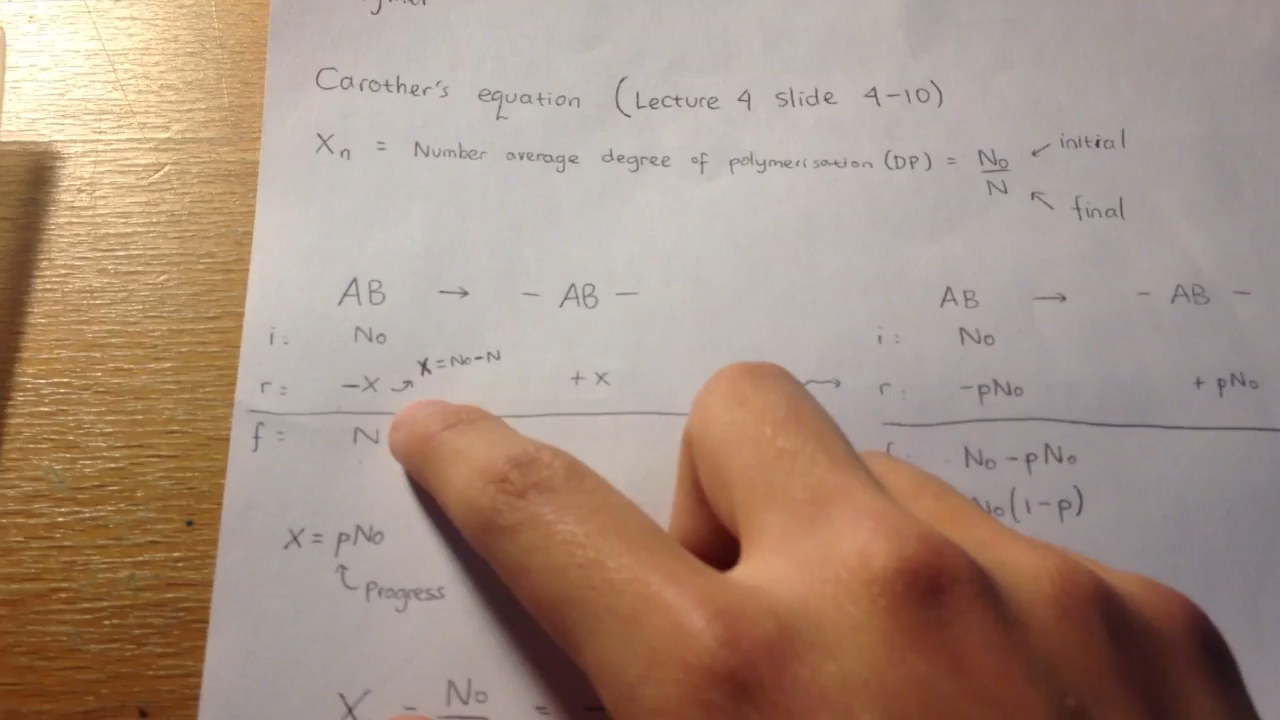 Carother's equation (Lecture 4 slide 4-10)
Xn = Number average degree of polymerisation (DP) = No/N
initial
final
AB → - AB -
i: No
r: -x x = No-N + x
f: N
x = pNo
progress
AB → - AB -
i: No
r: -pNo + pNo
No - pNo
No(1-p)
X = No =